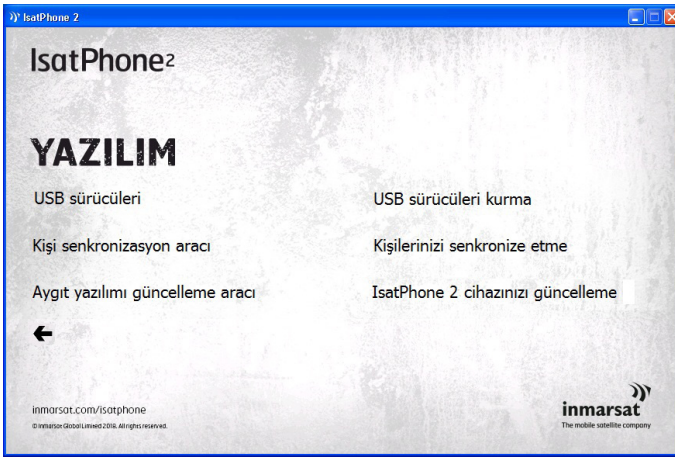 IsatPhone 2
IsatPhone2
YAZILIM
USB sürücüleri
USB sürücüleri kurma
Kişi senkronizasyon aracı
Kişilerinizi senkronize etme
Aygıt yazılımı güncelleme aracı
IsatPhone 2 cihazınızı güncelleme
inmarsat.com/isatphone
© Inmarsat Global Limited 2018. All rights reserved.
inmarsat
The mobile satellite company